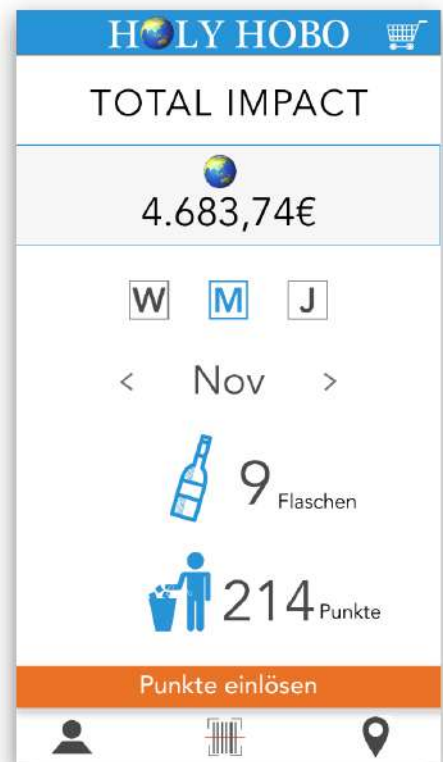 HOLY HOBO
TOTAL IMPACT
4.683,74€
W M J
< Nov >
9 Flaschen
214 Punkte
Punkte einlösen